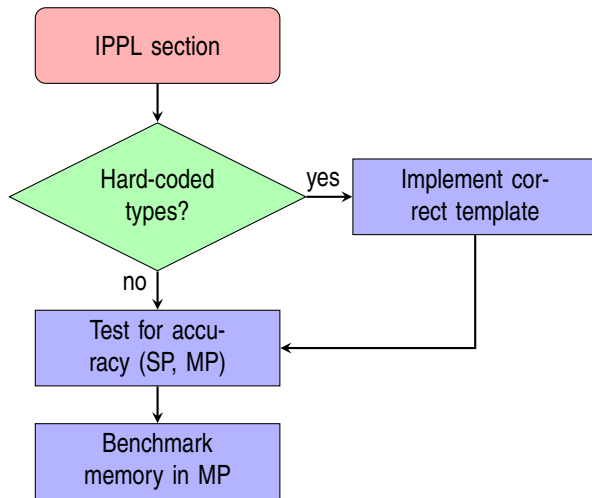 IPPL section
Hard-coded
types?
yes
Implement cor-
rect template
no
Test for accu-
racy (SP, MP)
Benchmark
memory in MP